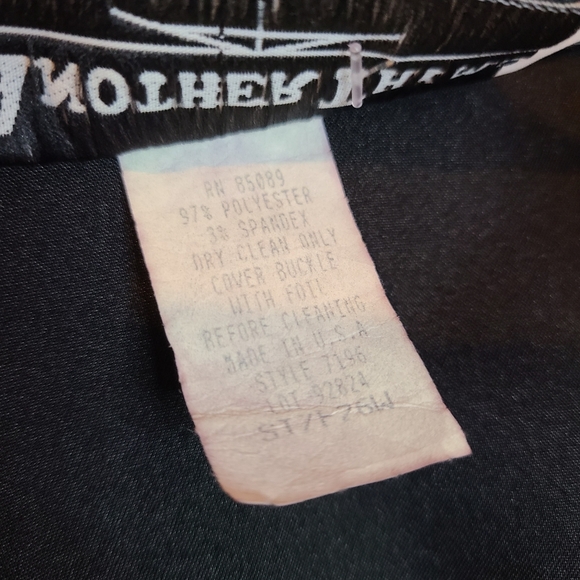 ANOTHER
RN 85089
97% POLYESTER
3% SPANDEX
DRY CLEAN ONLY
COVER BUCKLE
WITH FOIL
BEFORE CLEANING
MADE IN U.S.A
STYLE 7196
LOT 92824